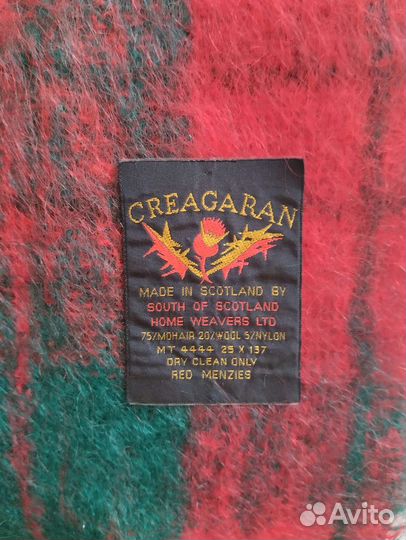 CREAGARAN
MADE IN SCOTLAND BY
SOUTH OF SCOTLAND
HOME WEAVERS LTD
75/MOHAIR 20/WOOL 5/NYLON
MT 4444 25 X 137
DRY CLEAN ONLY
RED MENZIES
Avito